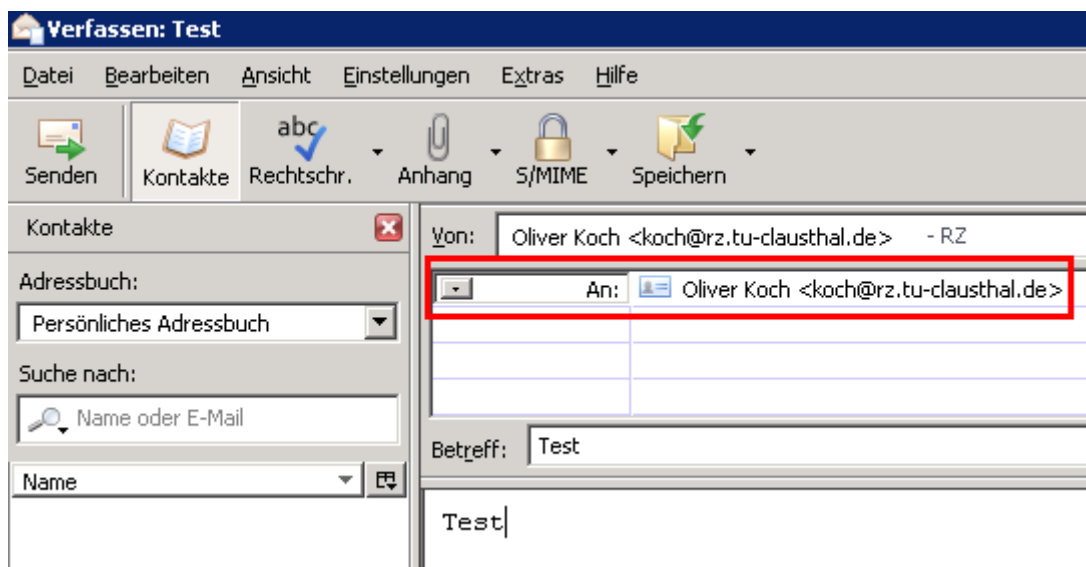 Verfassen: Test
Datei Bearbeiten Ansicht Einstellungen Extras Hilfe
abc
Senden Kontakte Rechtschr. Anhang S/MIME Speichern
Kontakte
Von: Oliver Koch <koch@rz.tu-clausthal.de> - RZ
An: Oliver Koch <koch@rz.tu-clausthal.de>
Adressbuch:
Persönliches Adressbuch
Suche nach:
Name oder E-Mail
Betreff: Test
Name
Test